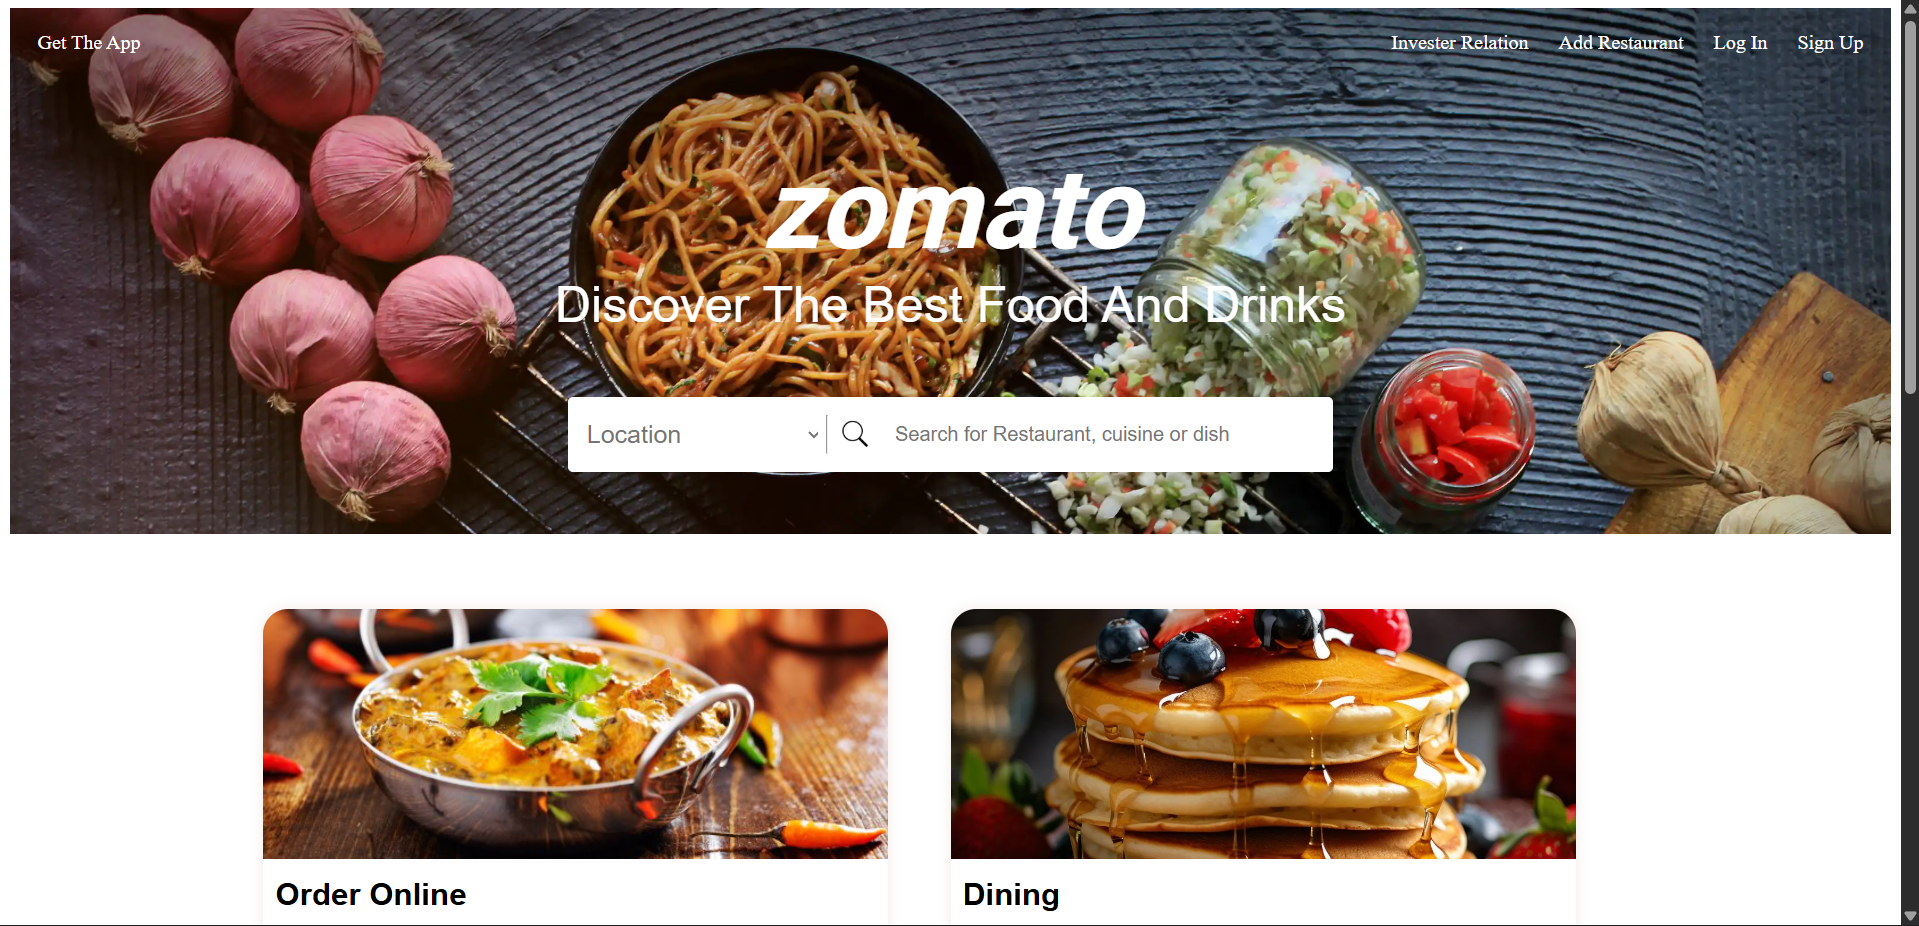 Get The App
Invester Relation
Add Restaurant
Log In
Sign Up
zomato
Discover The Best Food And Drinks
Location
Search for Restaurant, cuisine or dish
Order Online
Dining